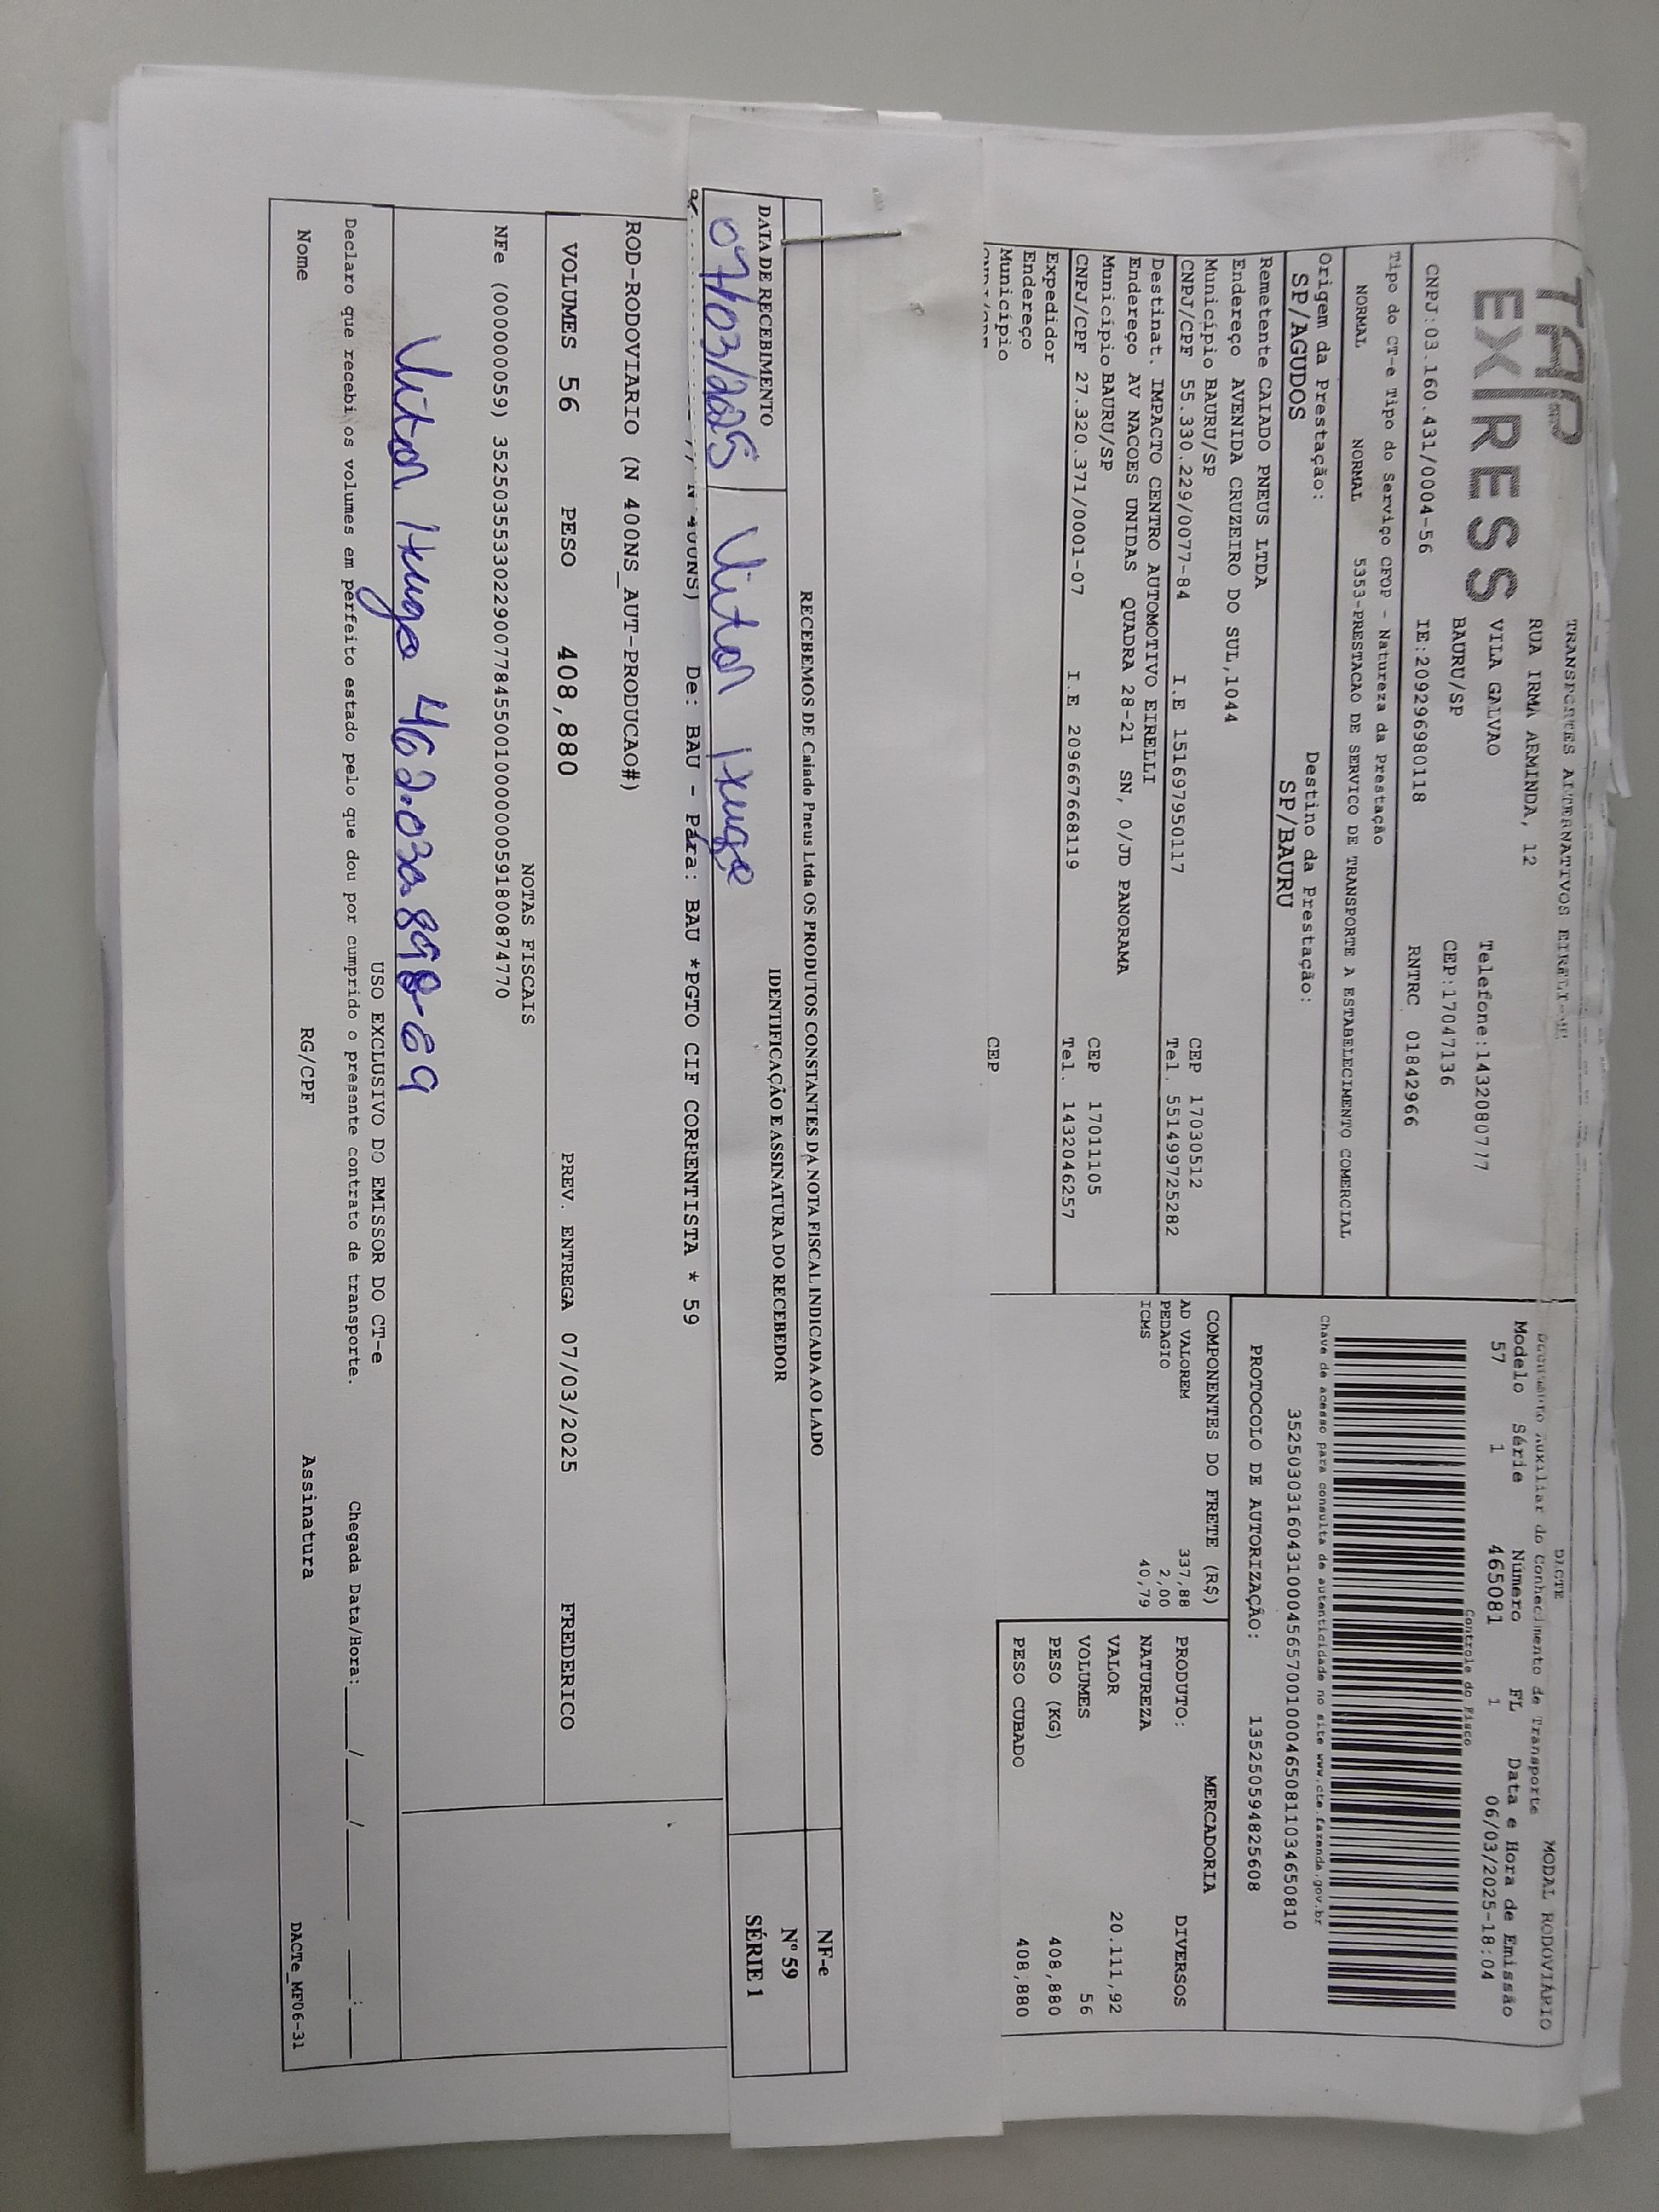 TAP
EXPRESS
TRANSPORTES ALTERNATIVOS EIRELI-ME
RUA IRMA ARMINDA, 12
VILA GALVAO Telefone:1432080777
BAURU/SP CEP:17047136
CNPJ:03.160.431/0004-56 IE:209296980118 RNTRC 01842966
Tipo do CT-e Tipo do Serviço CFOP - Natureza da Prestação
NORMAL NORMAL 5353-PRESTACAO DE SERVICO DE TRANSPORTE A ESTABELECIMENTO COMERCIAL
Origem da Prestação: Destino da Prestação:
SP/AGUDOS SP/BAURU
Remetente CAIADO PNEUS LTDA
Endereço AVENIDA CRUZEIRO DO SUL,1044
Município BAURU/SP CEP 17030512
CNPJ/CPF 55.330.229/0077-84 I.E 151697950117 Tel. 5514997252​82
Destinat. IMPACTO CENTRO AUTOMOTIVO EIRELLI
Endereço AV NACOES UNIDAS QUADRA 28-21 SN, 0/JD PANORAMA
Município BAURU/SP CEP 17011105
CNPJ/CPF 27.320.371/0001-07 I.E 209667668119 Tel. 1432046257
Expedidor
Endereço
Município CEP
DACTE
Documento Auxiliar do Conhecimento de Transporte MODAL RODOVIÁRIO
Modelo Série Número FL Data e Hora de Emissão
57 1 465081 1 06/03/2025-18:04
Controle do Fisco
Chave de acesso para consulta de autenticidade no site www.cte.fazenda.gov.br
35250303160431000456570010004650811034650810
PROTOCOLO DE AUTORIZAÇÃO: 135250594825608
COMPONENTES DO FRETE (R$)
AD VALOREM 337,88
PEDAGIO 2,00
ICMS 40,79
MERCADORIA
PRODUTO: DIVERSOS
NATUREZA
VALOR 20.111,92
VOLUMES 56
PESO (KG) 408,880
PESO CUBADO 408,880
RECEBEMOS DE Caiado Pneus Ltda OS PRODUTOS CONSTANTES DA NOTA FISCAL INDICADA AO LADO
DATA DE RECEBIMENTO IDENTIFICAÇÃO E ASSINATURA DO RECEBEDOR
07/03/2025 Vitor Hugo
NF-e
Nº 59
SÉRIE 1
N 400NS) De: BAU - Para: BAU *PGTO CIF CORRENTISTA * 59
ROD-RODOVIARIO (N 400NS_AUT-PRODUCAO#)
VOLUMES 56 PESO 408,880 PREV. ENTREGA 07/03/2025 FREDERICO
NOTAS FISCAIS
NFe (000000059) 35250355330229007784550010000000591800874770
Vitor Hugo 462.030.898-69
USO EXCLUSIVO DO EMISSOR DO CT-e
Declaro que recebi os volumes em perfeito estado pelo que dou por cumprido o presente contrato de transporte. Chegada Data/Hora:____/____/____ ___:___
Nome RG/CPF Assinatura
DACTe_MF06-31